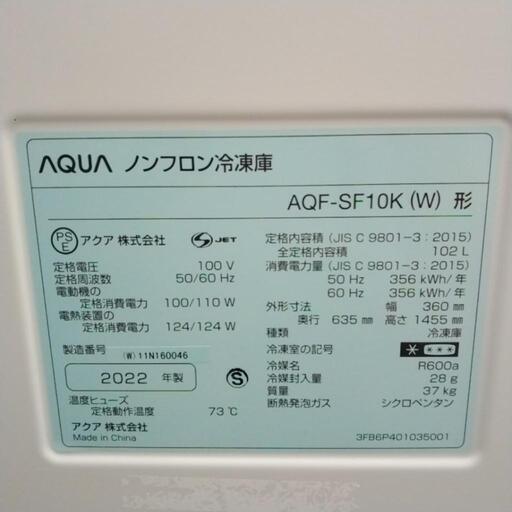 AQUA ノンフロン冷凍庫
AQF-SF10K (W) 形
PSE アクア 株式会社 S JET
定格電圧 100 V
定格周波数 50/60 Hz
電動機の
定格消費電力 100/110 W
電熱装置の
定格消費電力 124/124 W
製造番号 (W) 11N160046
2022 年製 S
温度ヒューズ
定格動作温度 73℃
アクア 株式会社
Made in China
定格内容積 (JIS C 9801-3:2015)
全定格内容積 102 L
消費電力量 (JIS C 9801-3:2015)
50 Hz 356 kWh/年
60 Hz 356 kWh/年
外形寸法 幅 360 mm
奥行 635 mm 高さ 1455 mm
種類 冷凍庫
冷凍室の記号 * ***
冷媒名 R600a
冷媒封入量 28 g
質量 37 kg
断熱発泡ガス シクロペンタン
3FB6P401035001